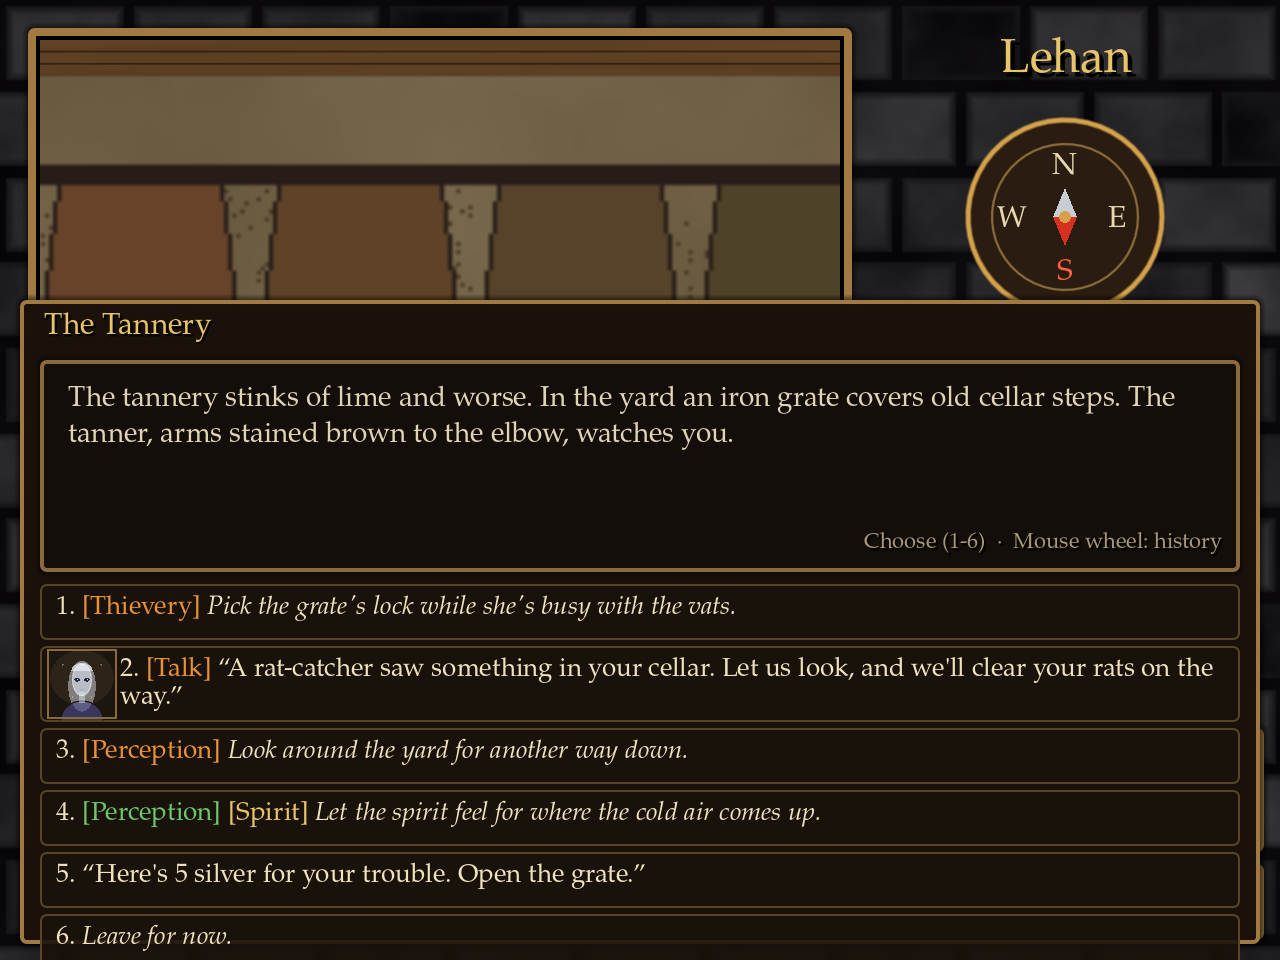 Lehan
N
W E
S
The Tannery
The tannery stinks of lime and worse. In the yard an iron grate covers old cellar steps. The
tanner, arms stained brown to the elbow, watches you.
Choose (1-6) · Mouse wheel: history
1. [Thievery] Pick the grate's lock while she's busy with the vats.
2. [Talk] “A rat-catcher saw something in your cellar. Let us look, and we'll clear your rats on the
way.”
3. [Perception] Look around the yard for another way down.
4. [Perception] [Spirit] Let the spirit feel for where the cold air comes up.
5. “Here's 5 silver for your trouble. Open the grate.”
6. Leave for now.